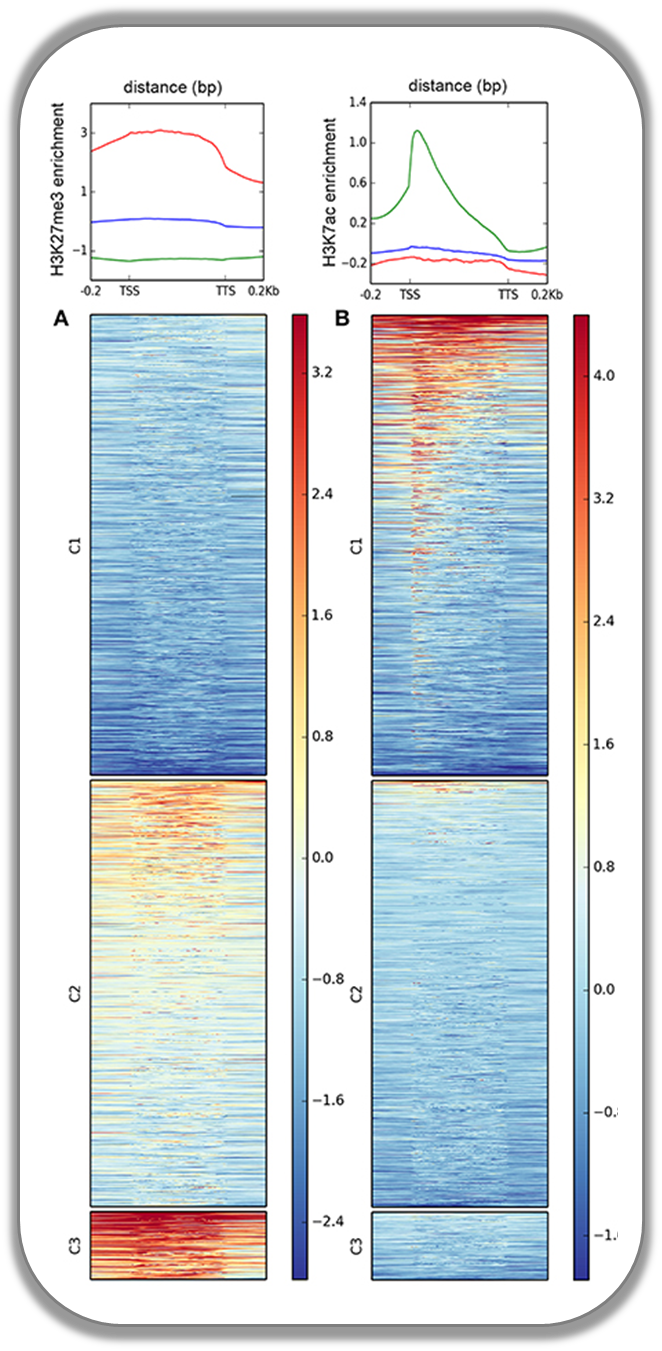 distance (bp)
H3K27me3 enrichment
3
1
−1
-0.2 TSS TTS 0.2Kb
distance (bp)
H3K7ac enrichment
1.4
1.0
0.6
0.2
−0.2
-0.2 TSS TTS 0.2Kb
A
C1
C2
C3
3.2
2.4
1.6
0.8
0.0
−0.8
−1.6
−2.4
B
C1
C2
C3
4.0
3.2
2.4
1.6
0.8
0.0